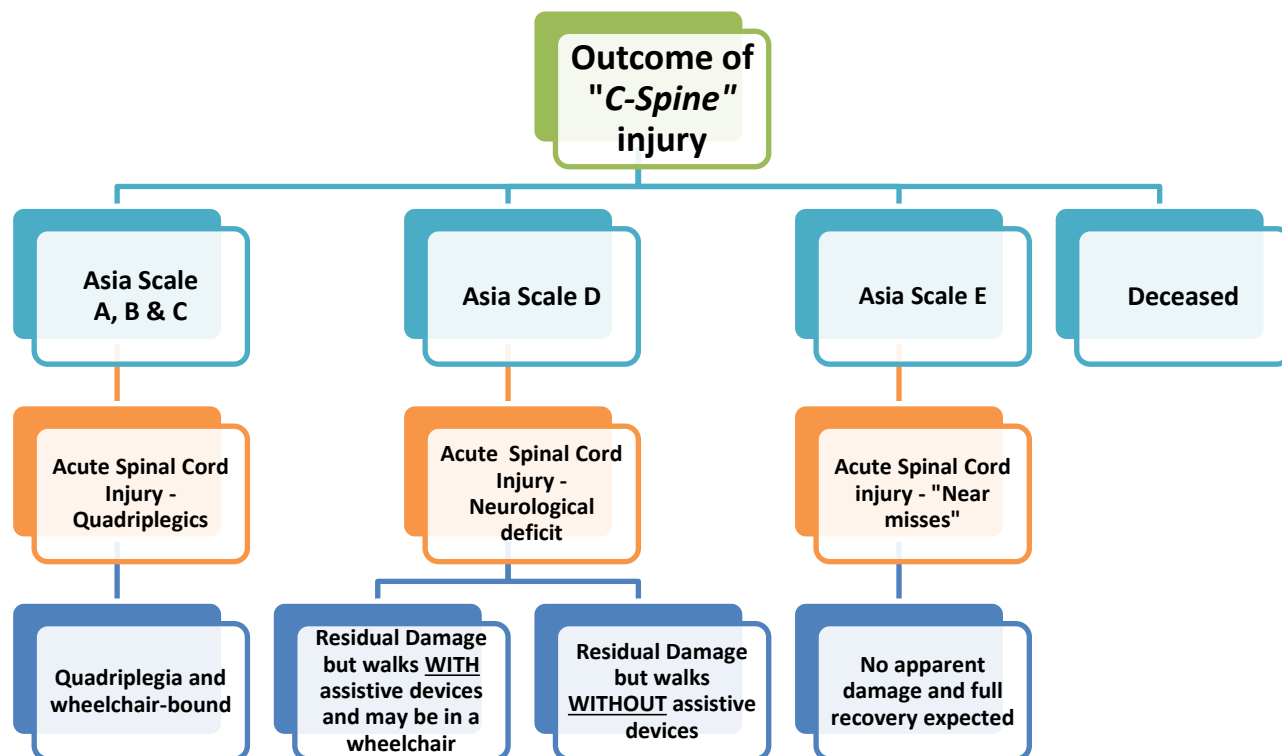 Outcome of
"C-Spine"
injury
Asia Scale
A, B & C
Asia Scale D
Asia Scale E
Deceased
Acute Spinal Cord
Injury -
Quadriplegics
Acute  Spinal Cord
Injury -
Neurological
deficit
Acute Spinal Cord
injury - "Near
misses"
Quadriplegia and
wheelchair-bound
Residual Damage
but walks WITH
assistive devices
and may be in a
wheelchair
Residual Damage
but walks
WITHOUT assistive
devices
No apparent
damage and full
recovery expected